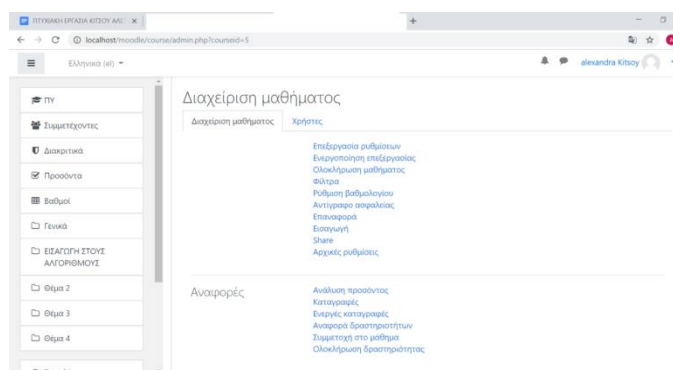 ΠΤΥΧΙΑΚΗ ΕΡΓΑΣΙΑ ΚΙΤΣΟΥ ΑΛΕΞ
localhost/moodle/course/admin.php?courseid=5
Ελληνικά (el)
alexandra Kitsoy
ΠΥ
Συμμετέχοντες
Διακριτικά
Προσόντα
Βαθμοί
Γενικά
ΕΙΣΑΓΩΓΗ ΣΤΟΥΣ
ΑΛΓΟΡΙΘΜΟΥΣ
Θέμα 2
Θέμα 3
Θέμα 4
Διαχείριση μαθήματος
Διαχείριση μαθήματος Χρήστες
Επεξεργασία ρυθμίσεων
Ενεργοποίηση επεξεργασίας
Ολοκλήρωση μαθήματος
Φίλτρα
Ρύθμιση βαθμολογίου
Αντίγραφο ασφαλείας
Επαναφορά
Εισαγωγή
Share
Αρχικές ρυθμίσεις
Αναφορές
Ανάλυση προσόντος
Καταγραφές
Ενεργές καταγραφές
Αναφορά δραστηριοτήτων
Συμμετοχή στο μάθημα
Ολοκλήρωση δραστηριότητας